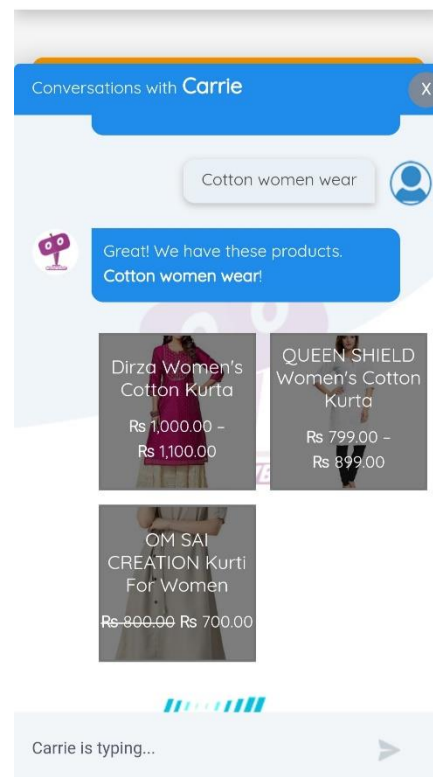 Conversations with Carrie
X
Cotton women wear
Great! We have these products.
Cotton women wear!
Dirza Women's
Cotton Kurta
Rs 1,000.00 –
Rs 1,100.00
QUEEN SHIELD
Women's Cotton
Kurta
Rs 799.00 –
Rs 899.00
OM SAI
CREATION Kurti
For Women
Rs 800.00 Rs 700.00
Carrie is typing...